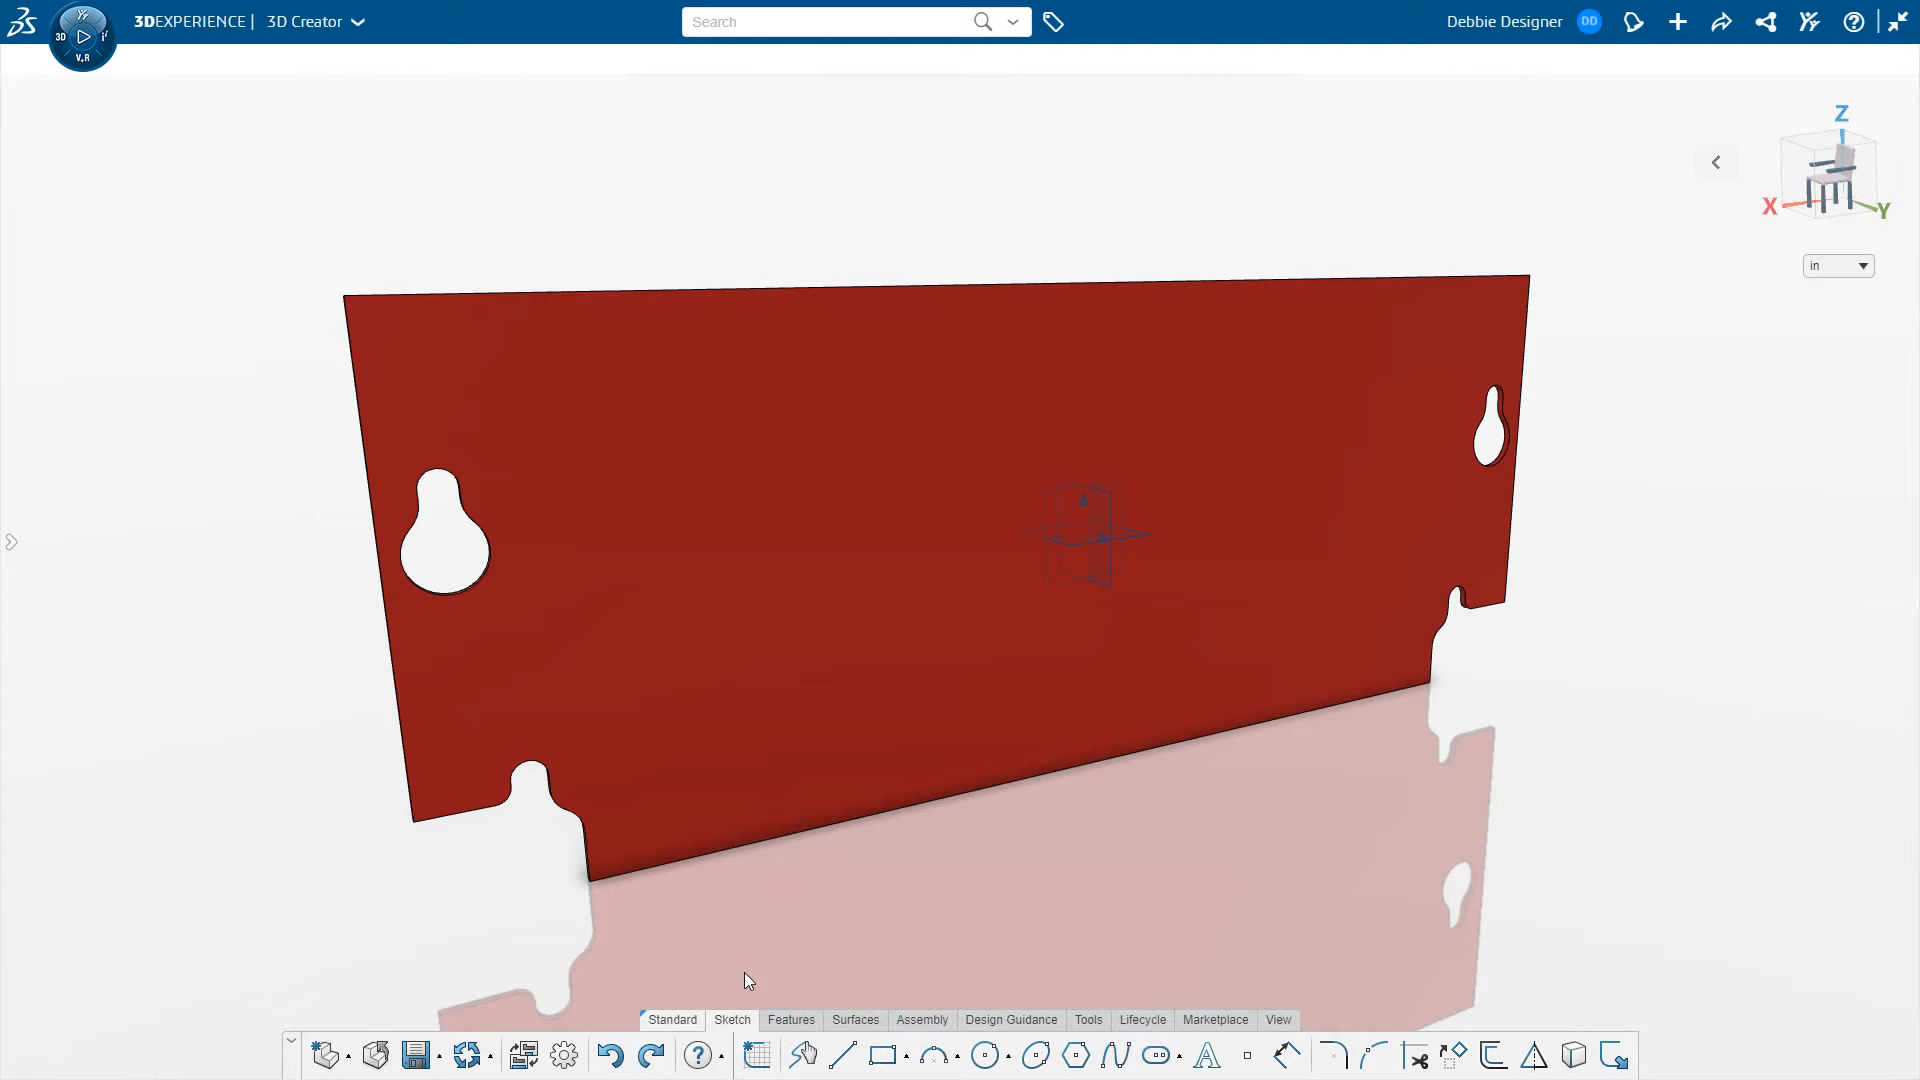 3DEXPERIENCE | 3D Creator
Search
Debbie Designer DD
3D
V,R
Z
X
Y
in
Standard Sketch Features Surfaces Assembly Design Guidance Tools Lifecycle Marketplace View